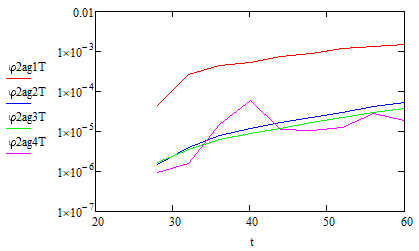 0.01
1×10⁻³
1×10⁻⁴
1×10⁻⁵
1×10⁻⁶
1×10⁻⁷
φ2ag1T
φ2ag2T
φ2ag3T
φ2ag4T
20 30 40 50 60
t